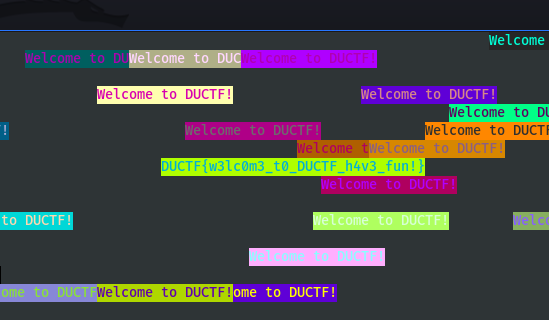 Welcome
Welcome to DUWelcome to DUCWelcome to DUCTF!
Welcome to DUCTF! Welcome to DUCTF!
Welcome to DU
!  Welcome to DUCTF! Welcome to DUCTF!
Welcome tWelcome to DUCTF!
DUCTF{w3lc0m3_t0_DUCTF_h4v3_fun!}
Welcome to DUCTF!
to DUCTF! Welcome to DUCTF! Welco
Welcome to DUCTF!
ome to DUCTFWelcome to DUCTF!ome to DUCTF!